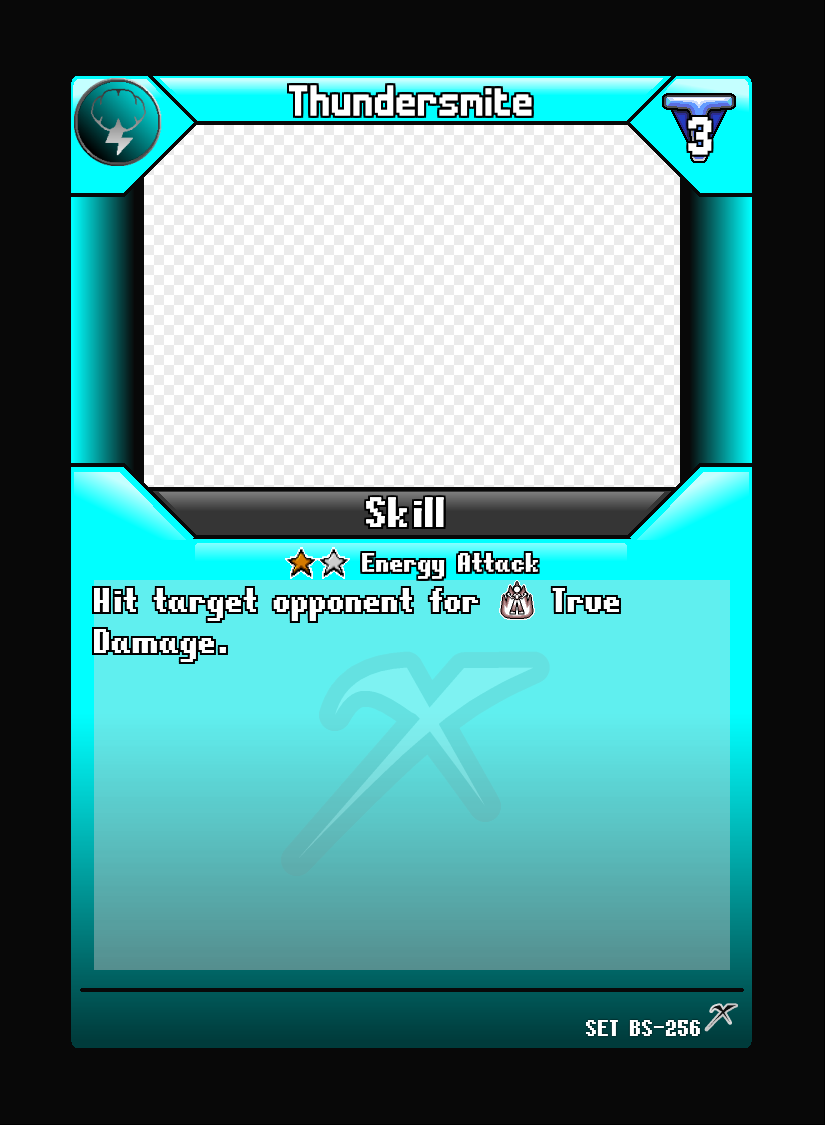 Thundersmite
3
Skill
Energy Attack
Hit target opponent for A True
Damage.
SET BS-256